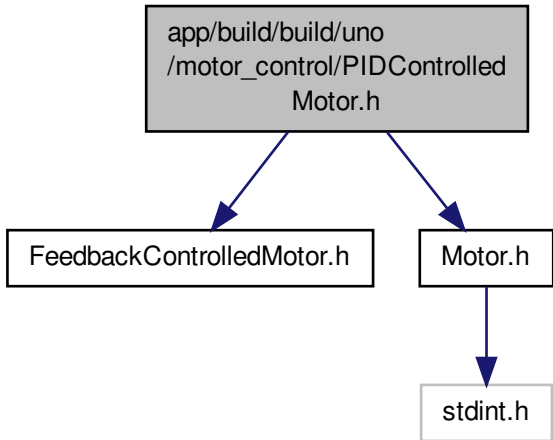 app/build/build/uno
/motor_control/PIDControlled
Motor.h
FeedbackControlledMotor.h
Motor.h
stdint.h